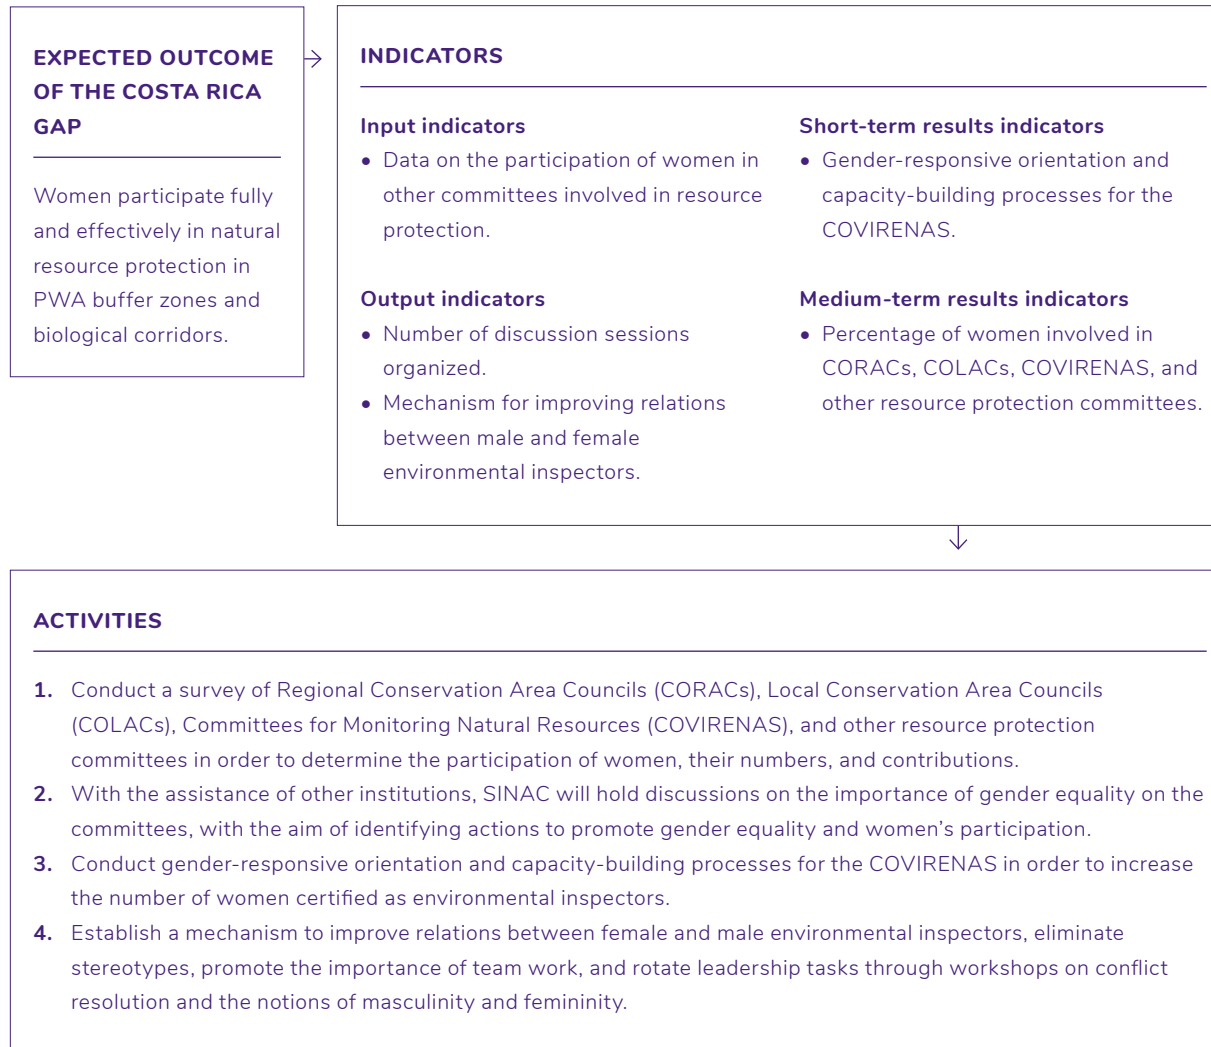 EXPECTED OUTCOME
OF THE COSTA RICA
GAP
Women participate fully
and effectively in natural
resource protection in
PWA buffer zones and
biological corridors.
INDICATORS
Input indicators
• Data on the participation of women in
other committees involved in resource
protection.
Output indicators
• Number of discussion sessions
organized.
• Mechanism for improving relations
between male and female
environmental inspectors.
Short-term results indicators
• Gender-responsive orientation and
capacity-building processes for the
COVIRENAS.
Medium-term results indicators
• Percentage of women involved in
CORACs, COLACs, COVIRENAS, and
other resource protection committees.
ACTIVITIES
1. Conduct a survey of Regional Conservation Area Councils (CORACs), Local Conservation Area Councils
(COLACs), Committees for Monitoring Natural Resources (COVIRENAS), and other resource protection
committees in order to determine the participation of women, their numbers, and contributions.
2. With the assistance of other institutions, SINAC will hold discussions on the importance of gender equality on the
committees, with the aim of identifying actions to promote gender equality and women's participation.
3. Conduct gender-responsive orientation and capacity-building processes for the COVIRENAS in order to increase
the number of women certified as environmental inspectors.
4. Establish a mechanism to improve relations between female and male environmental inspectors, eliminate
stereotypes, promote the importance of team work, and rotate leadership tasks through workshops on conflict
resolution and the notions of masculinity and femininity.